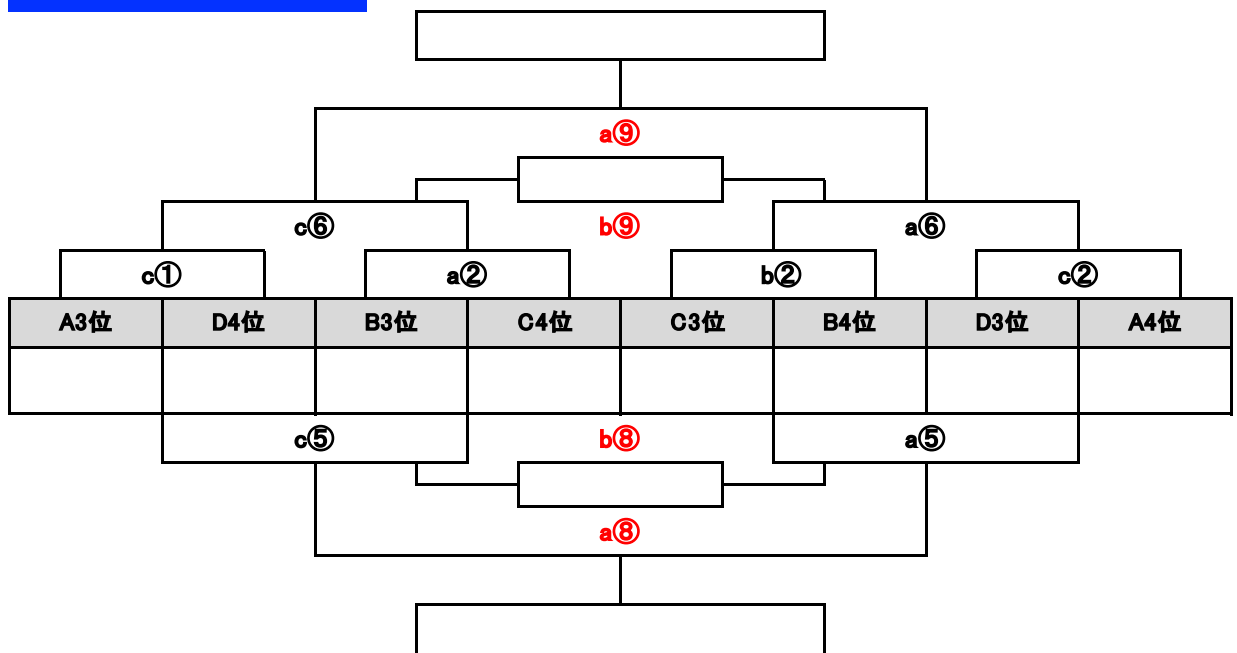 a⑨
c⑥ b⑨ a⑥
c① a② b② c②
A3位 D4位 B3位 C4位 C3位 B4位 D3位 A4位
c⑤ b⑧ a⑤
a⑧